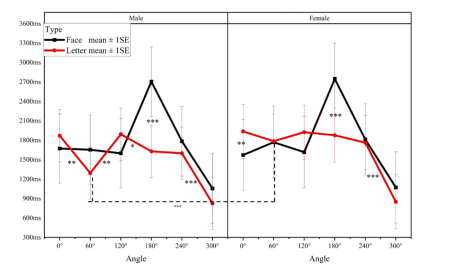 Male Female
3600ms
3300ms
3000ms
2700ms
2400ms
2100ms
1800ms
1500ms
1200ms
900ms
600ms
300ms
Type
Face mean ± 1SE
Letter mean ± 1SE
** ** * *** *** ** *** ***
***
0° 60° 120° 180° 240° 300° 0° 60° 120° 180° 240° 300°
Angle Angle